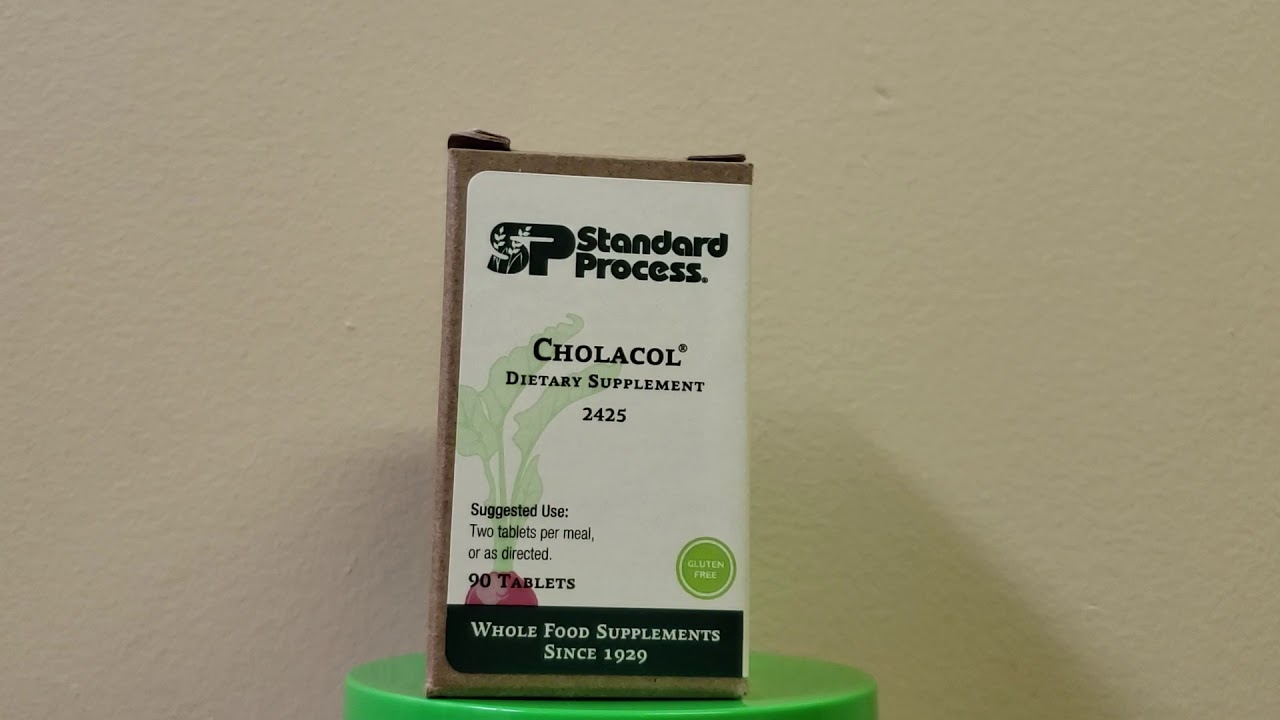 SP Standard
Process®
CHOLACOL®
DIETARY SUPPLEMENT
2425
Suggested Use:
Two tablets per meal,
or as directed.
90 TABLETS
GLUTEN
FREE
WHOLE FOOD SUPPLEMENTS
SINCE 1929